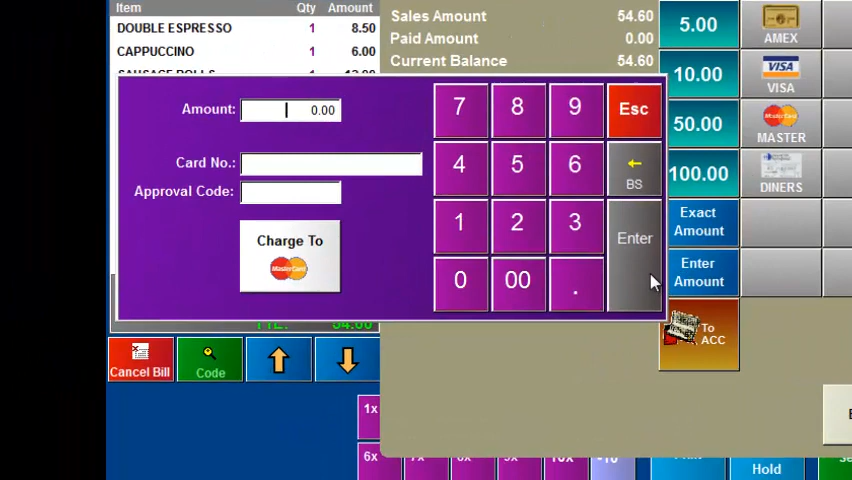 Item Qty Amount
DOUBLE ESPRESSO 1 8.50
CAPPUCCINO 1 6.00
Sales Amount 54.60
Paid Amount 0.00
Current Balance 54.60
5.00
AMEX
10.00
VISA
50.00
MASTER
100.00
DINERS
Exact
Amount
Enter
Amount
To
ACC
Amount: 0.00
Card No.:
Approval Code:
Charge To
MasterCard
7 8 9 Esc
4 5 6 BS
1 2 3 Enter
0 00 .
54.60
Cancel Bill
Code
1x
Hold